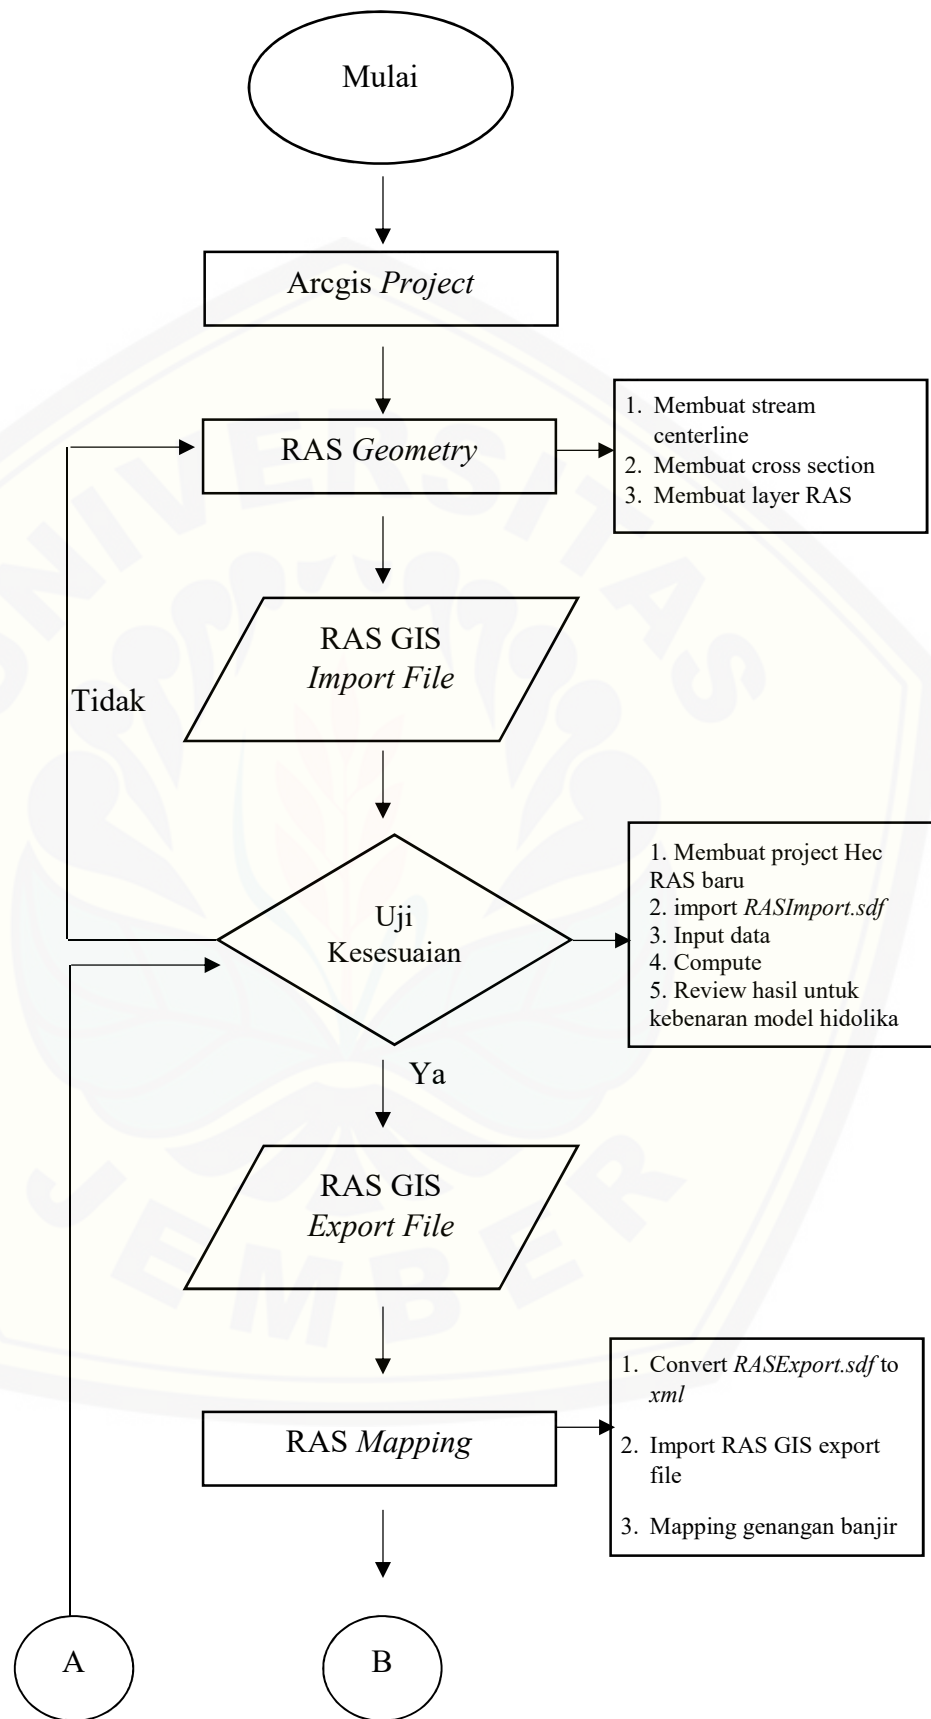 Mulai
Arcgis Project
RAS Geometry
1. Membuat stream
centerline
2. Membuat cross section
3. Membuat layer RAS
RAS GIS
Import File
Tidak
Uji
Kesesuaian
1. Membuat project Hec
RAS baru
2. import RASImport.sdf
3. Input data
4. Compute
5. Review hasil untuk
kebenaran model hidolika
Ya
RAS GIS
Export File
RAS Mapping
1. Convert RASExport.sdf to
xml
2. Import RAS GIS export
file
3. Mapping genangan banjir
A
B
UNIVERSITAS
JEMBER